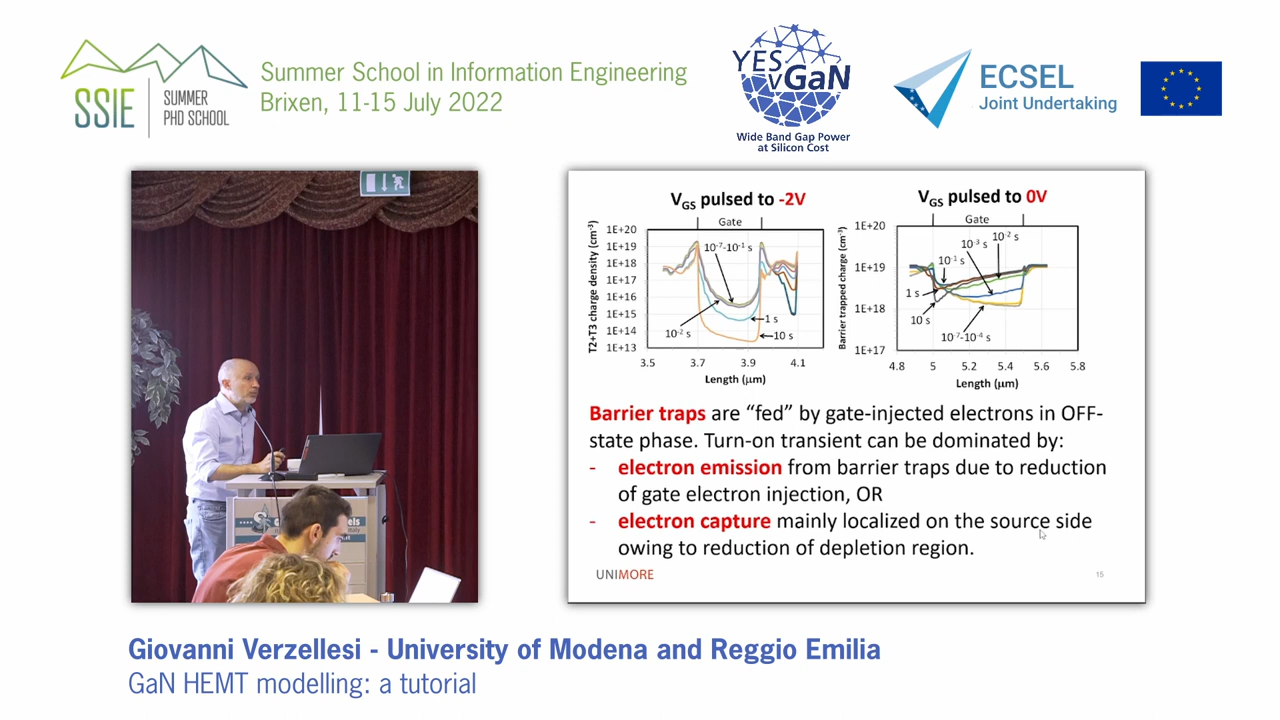 SSIE
SUMMER
PHD SCHOOL
Summer School in Information Engineering
Brixen, 11-15 July 2022
YES
vGaN
Wide Band Gap Power
at Silicon Cost
ECSEL
Joint Undertaking
VGS pulsed to -2V
Gate
T2+T3 charge density (cm-3)
1E+20
1E+19
1E+18
1E+17
1E+16
1E+15
1E+14
1E+13
10-7-10-1 s
10-2 s
1 s
10 s
3.5 3.7 3.9 4.1
Length (μm)
VGS pulsed to 0V
Gate
Barrier trapped charge (cm-3)
1E+20
1E+19
1E+18
1E+17
10-2 s
10-3 s
10-1 s
1 s
10 s
10-7-10-4 s
4.8 5 5.2 5.4 5.6 5.8
Length (μm)
Barrier traps are “fed” by gate-injected electrons in OFF-
state phase. Turn-on transient can be dominated by:
- electron emission from barrier traps due to reduction
of gate electron injection, OR
- electron capture mainly localized on the source side
owing to reduction of depletion region.
UNIMORE
15
Giovanni Verzellesi - University of Modena and Reggio Emilia
GaN HEMT modelling: a tutorial